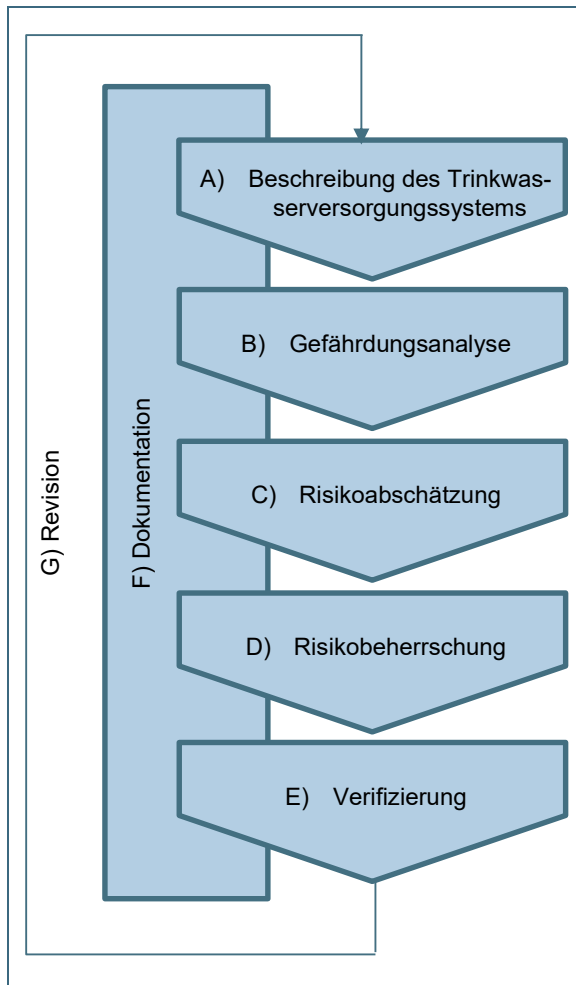 A) Beschreibung des Trinkwas-
serversorgungssystems
B) Gefährdungsanalyse
C) Risikoabschätzung
D) Risikobeherrschung
E) Verifizierung
F) Dokumentation
G) Revision